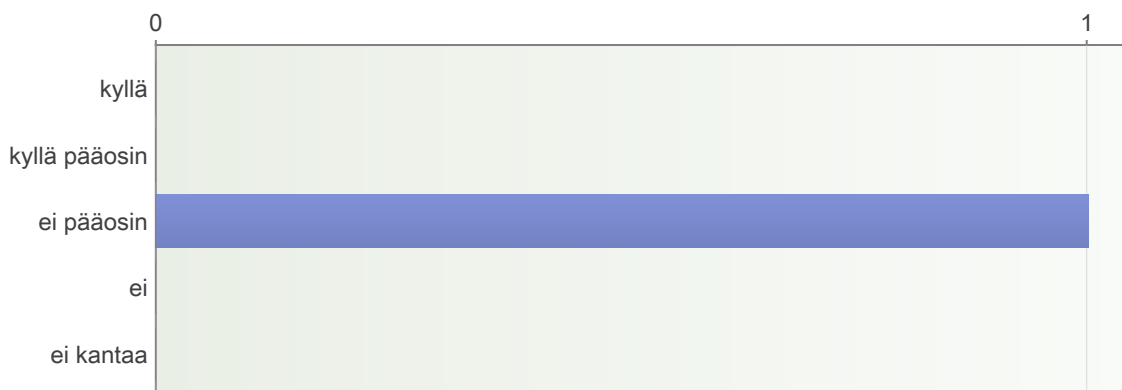 0 1
kyllä
kyllä pääosin
ei pääosin
ei
ei kantaa